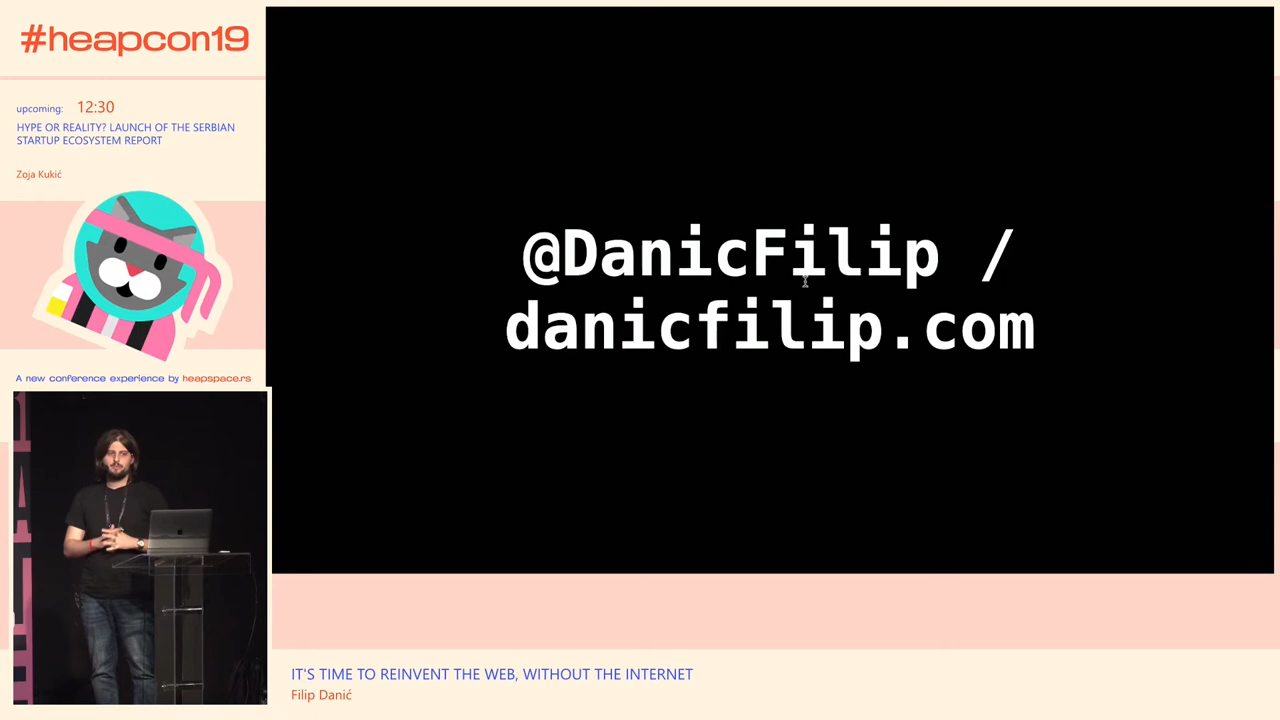 #heapcon19
upcoming: 12:30
HYPE OR REALITY? LAUNCH OF THE SERBIAN
STARTUP ECOSYSTEM REPORT
Zoja Kukić
A new conference experience by heapspace.rs
@DanicFilip /
danicfilip.com
IT'S TIME TO REINVENT THE WEB, WITHOUT THE INTERNET
Filip Danić